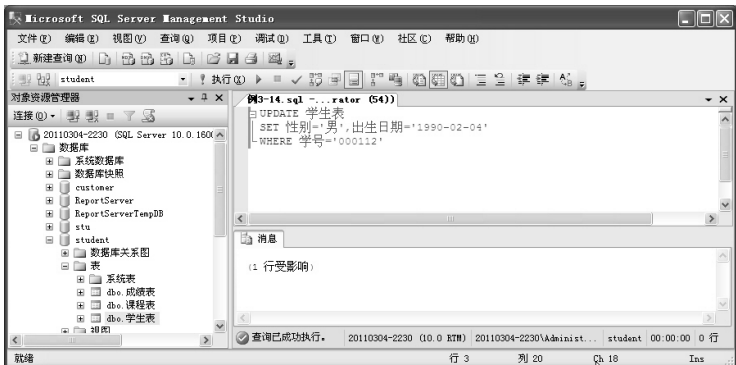 Microsoft SQL Server Management Studio
文件(F) 编辑(E) 视图(V) 查询(Q) 项目(P) 调试(D) 工具(T) 窗口(W) 社区(C) 帮助(H)
新建查询(N)
student 执行(X)
对象资源管理器
连接(O)
20110304-2230 (SQL Server 10.0.160
数据库
系统数据库
数据库快照
customer
ReportServer
ReportServerTempDB
stu
student
数据库关系图
表
系统表
dbo.成绩表
dbo.课程表
dbo.学生表
视图
例3-14.sql -...rator (54))
UPDATE 学生表
SET 性别='男',出生日期='1990-02-04'
WHERE 学号='000112'
消息
(1 行受影响)
查询已成功执行。 20110304-2230 (10.0 RTM) 20110304-2230\Administ... student 00:00:00 0 行
就绪 行 3 列 20 Ch 18 Ins